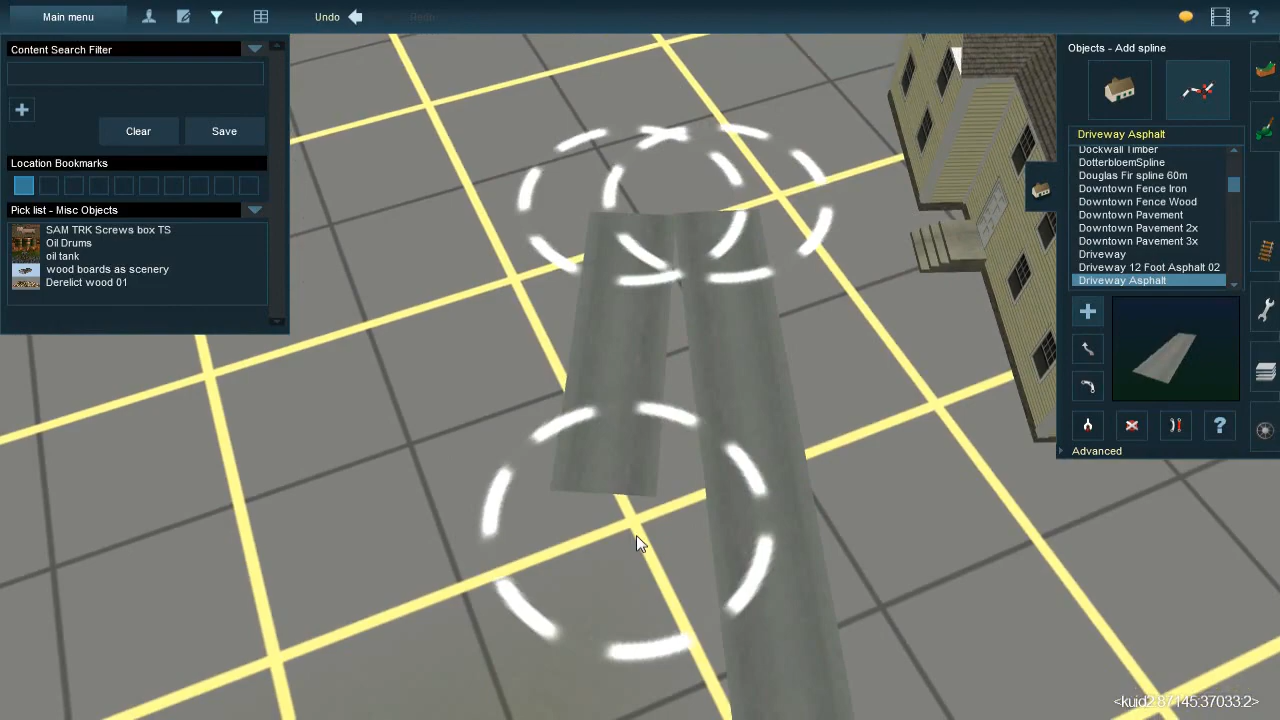 Main menu
Undo
Redo
?
Content Search Filter
Clear
Save
Location Bookmarks
Pick list - Misc Objects
SAM TRK Screws box TS
Oil Drums
oil tank
wood boards as scenery
Derelict wood 01
Objects - Add spline
Driveway Asphalt
Dockwall Timber
DotterbloemSpline
Douglas Fir spline 60m
Downtown Fence Iron
Downtown Fence Wood
Downtown Pavement
Downtown Pavement 2x
Downtown Pavement 3x
Driveway
Driveway 12 Foot Asphalt 02
Driveway Asphalt
?
Advanced
<kuid2:87145:37033:2>